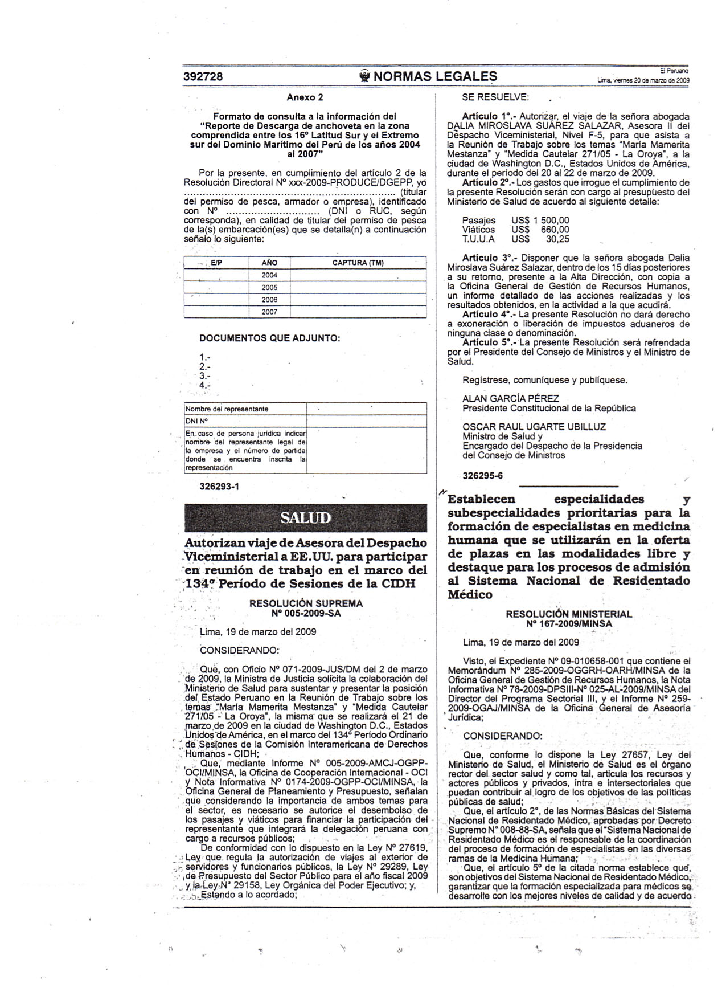 392728
NORMAS LEGALES
El Peruano
Lima, viernes 20 de marzo de 2009
Anexo 2
Formato de consulta a la información del
"Reporte de Descarga de anchoveta en la zona
comprendida entre los 16º Latitud Sur y el Extremo
sur del Dominio Marítimo del Perú de los años 2004
al 2007"
Por la presente, en cumplimiento del artículo 2 de la
Resolución Directoral Nº xxx-2009-PRODUCE/DGEPP, yo
..................................................................... (titular
del permiso de pesca, armador o empresa), identificado
con Nº .............................. (DNI o RUC, según
corresponda), en calidad de titular del permiso de pesca
de la(s) embarcación(es) que se detalla(n) a continuación
señalo lo siguiente:
E/P AÑO CAPTURA (TM)
2004
2005
2006
2007
DOCUMENTOS QUE ADJUNTO:
1.-
2.-
3.-
4.-
Nombre del representante
DNI Nº
En caso de persona jurídica indicar
nombre del representante legal de
la empresa y el número de partida
donde se encuentra inscrita la
representación
326293-1
SALUD
Autorizan viaje de Asesora del Despacho
Viceministerial a EE.UU. para participar
en reunión de trabajo en el marco del
134º Período de Sesiones de la CIDH
RESOLUCIÓN SUPREMA
Nº 005-2009-SA
Lima, 19 de marzo del 2009
CONSIDERANDO:
Que, con Oficio Nº 071-2009-JUS/DM del 2 de marzo
de 2009, la Ministra de Justicia solicita la colaboración del
Ministerio de Salud para sustentar y presentar la posición
del Estado Peruano en la Reunión de Trabajo sobre los
temas "María Mamerita Mestanza" y "Medida Cautelar
271/05 - La Oroya", la misma que se realizará el 21 de
marzo de 2009 en la ciudad de Washington D.C., Estados
Unidos de América, en el marco del 134º Período Ordinario
de Sesiones de la Comisión Interamericana de Derechos
Humanos - CIDH;
Que, mediante Informe Nº 005-2009-AMCJ-OGPP-
OCI/MINSA, la Oficina de Cooperación Internacional - OCI
y Nota Informativa Nº 0174-2009-OGPP-OCI/MINSA, la
Oficina General de Planeamiento y Presupuesto, señalan
que considerando la importancia de ambos temas para
el sector, es necesario se autorice el desembolso de
los pasajes y viáticos para financiar la participación del
representante que integrará la delegación peruana con
cargo a recursos públicos;
De conformidad con lo dispuesto en la Ley Nº 27619,
Ley que regula la autorización de viajes al exterior de
servidores y funcionarios públicos, la Ley Nº 29289, Ley
de Presupuesto del Sector Público para el año fiscal 2009
y la Ley Nº 29158, Ley Orgánica del Poder Ejecutivo; y,
Estando a lo acordado;
SE RESUELVE:
Artículo 1º.- Autorizar, el viaje de la señora abogada
DALIA MIROSLAVA SUÁREZ SALAZAR, Asesora II del
Despacho Viceministerial, Nivel F-5, para que asista a
la Reunión de Trabajo sobre los temas "María Mamerita
Mestanza" y "Medida Cautelar 271/05 - La Oroya", a la
ciudad de Washington D.C., Estados Unidos de América,
durante el período del 20 al 22 de marzo de 2009.
Artículo 2º.- Los gastos que irrogue el cumplimiento de
la presente Resolución serán con cargo al presupuesto del
Ministerio de Salud de acuerdo al siguiente detalle:
Pasajes US$ 1 500,00
Viáticos US$ 660,00
T.U.U.A US$ 30,25
Artículo 3º.- Disponer que la señora abogada Dalia
Miroslava Suárez Salazar, dentro de los 15 días posteriores
a su retorno, presente a la Alta Dirección, con copia a
la Oficina General de Gestión de Recursos Humanos,
un informe detallado de las acciones realizadas y los
resultados obtenidos, en la actividad a la que acudirá.
Artículo 4º.- La presente Resolución no dará derecho
a exoneración o liberación de impuestos aduaneros de
ninguna clase o denominación.
Artículo 5º.- La presente Resolución será refrendada
por el Presidente del Consejo de Ministros y el Ministro de
Salud.
Regístrese, comuníquese y publíquese.
ALAN GARCÍA PÉREZ
Presidente Constitucional de la República
OSCAR RAUL UGARTE UBILLUZ
Ministro de Salud y
Encargado del Despacho de la Presidencia
del Consejo de Ministros
326295-6
Establecen especialidades y
subespecialidades prioritarias para la
formación de especialistas en medicina
humana que se utilizarán en la oferta
de plazas en las modalidades libre y
destaque para los procesos de admisión
al Sistema Nacional de Residentado
Médico
RESOLUCIÓN MINISTERIAL
Nº 167-2009/MINSA
Lima, 19 de marzo del 2009
Visto, el Expediente Nº 09-010658-001 que contiene el
Memorándum Nº 285-2009-OGGRH-OARH/MINSA de la
Oficina General de Gestión de Recursos Humanos, la Nota
Informativa Nº 78-2009-DPSIII-Nº 025-AL-2009/MINSA del
Director del Programa Sectorial III, y el Informe Nº 259-
2009-OGAJ/MINSA de la Oficina General de Asesoría
Jurídica;
CONSIDERANDO:
Que, conforme lo dispone la Ley 27657, Ley del
Ministerio de Salud, el Ministerio de Salud es el órgano
rector del sector salud y como tal, articula los recursos y
actores públicos y privados, intra e intersectoriales que
puedan contribuir al logro de los objetivos de las políticas
públicas de salud;
Que, el artículo 2º, de las Normas Básicas del Sistema
Nacional de Residentado Médico, aprobadas por Decreto
Supremo Nº 008-88-SA, señala que el "Sistema Nacional de
Residentado Médico es el responsable de la coordinación
del proceso de formación de especialistas en las diversas
ramas de la Medicina Humana;
Que, el artículo 5º de la citada norma establece que,
son objetivos del Sistema Nacional de Residentado Médico,
garantizar que la formación especializada para médicos se
desarrolle con los mejores niveles de calidad y de acuerdo